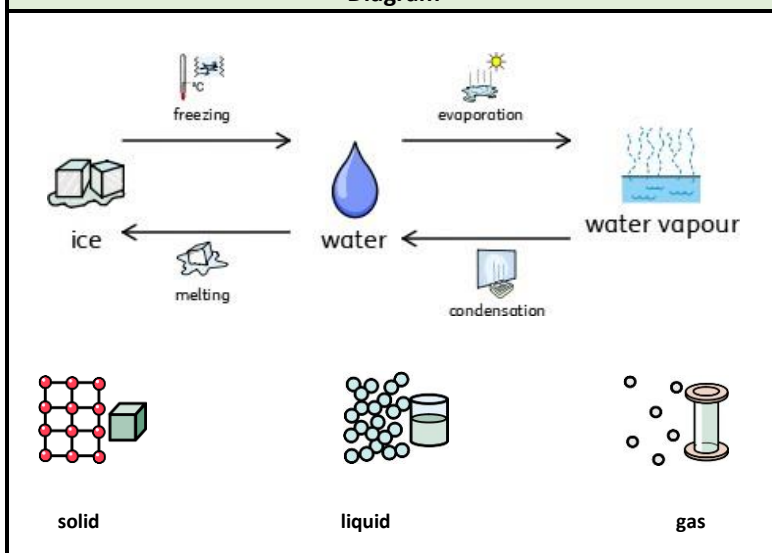 Diagram
°C
freezing
evaporation
ice
water
water vapour
melting
condensation
solid
liquid
gas